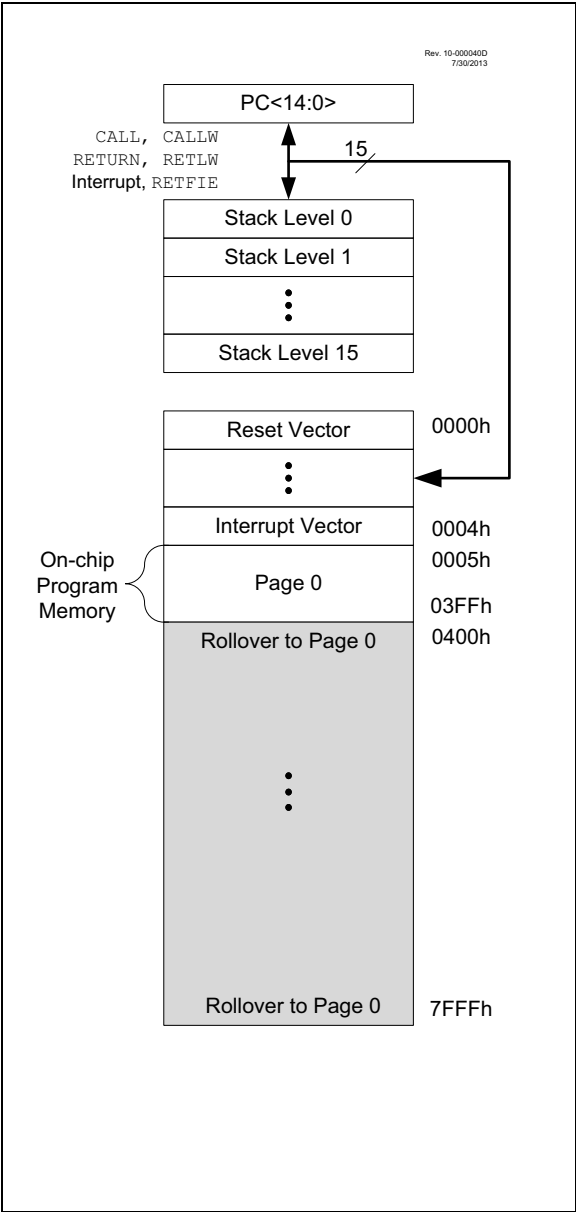 Rev. 10-000040D
7/30/2013
PC<14:0>
CALL, CALLW
RETURN, RETLW
Interrupt, RETFIE
15
Stack Level 0
Stack Level 1
Stack Level 15
Reset Vector
0000h
Interrupt Vector
0004h
On-chip
Program
Memory
Page 0
0005h
03FFh
Rollover to Page 0
0400h
Rollover to Page 0
7FFFh